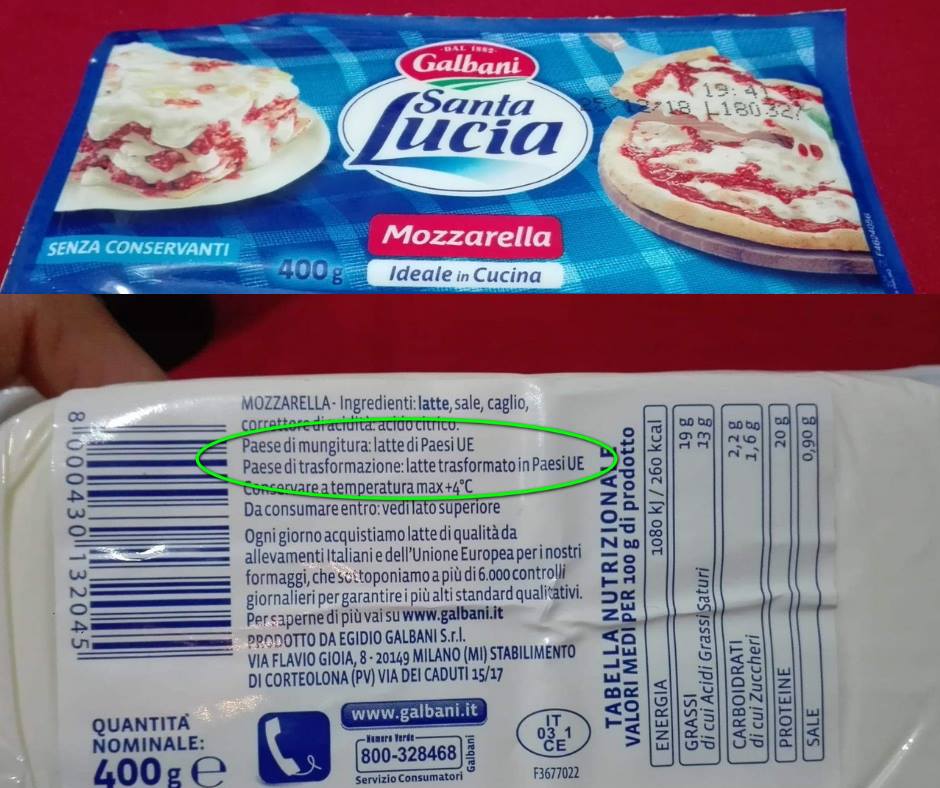 DAL 1882
Galbani
Santa
Lucia
19:41
25/12/18 L180327
SENZA CONSERVANTI
400 g
Mozzarella
Ideale in Cucina
MOZZARELLA - Ingredienti: latte, sale, caglio,
correttore di acidità: acido citrico.
Paese di mungitura: latte di Paesi UE
Paese di trasformazione: latte trasformato in Paesi UE
Conservare a temperatura max +4°C
Da consumare entro: vedi lato superiore
Ogni giorno acquistiamo latte di qualità da
allevamenti Italiani e dell'Unione Europea per i nostri
formaggi, che sottoponiamo a più di 6.000 controlli
giornalieri per garantire i più alti standard qualitativi.
Per saperne di più vai su www.galbani.it
PRODOTTO DA EGIDIO GALBANI S.r.l.
VIA FLAVIO GIOIA, 8 - 20149 MILANO (MI) STABILIMENTO
DI CORTEOLONA (PV) VIA DEI CADUTI 15/17
8 000430 132045
QUANTITÀ
NOMINALE:
400 g e
www.galbani.it
Numero Verde
800-328468
Galbani
Servizio Consumatori
IT
03 1
CE
F3677022
TABELLA NUTRIZIONALE
VALORI MEDI PER 100 g di prodotto
ENERGIA 1080 kJ / 260 kcal
GRASSI 19 g
di cui Acidi Grassi Saturi 13 g
CARBOIDRATI 2,2 g
di cui Zuccheri 1,6 g
PROTEINE 20 g
SALE 0,90 g